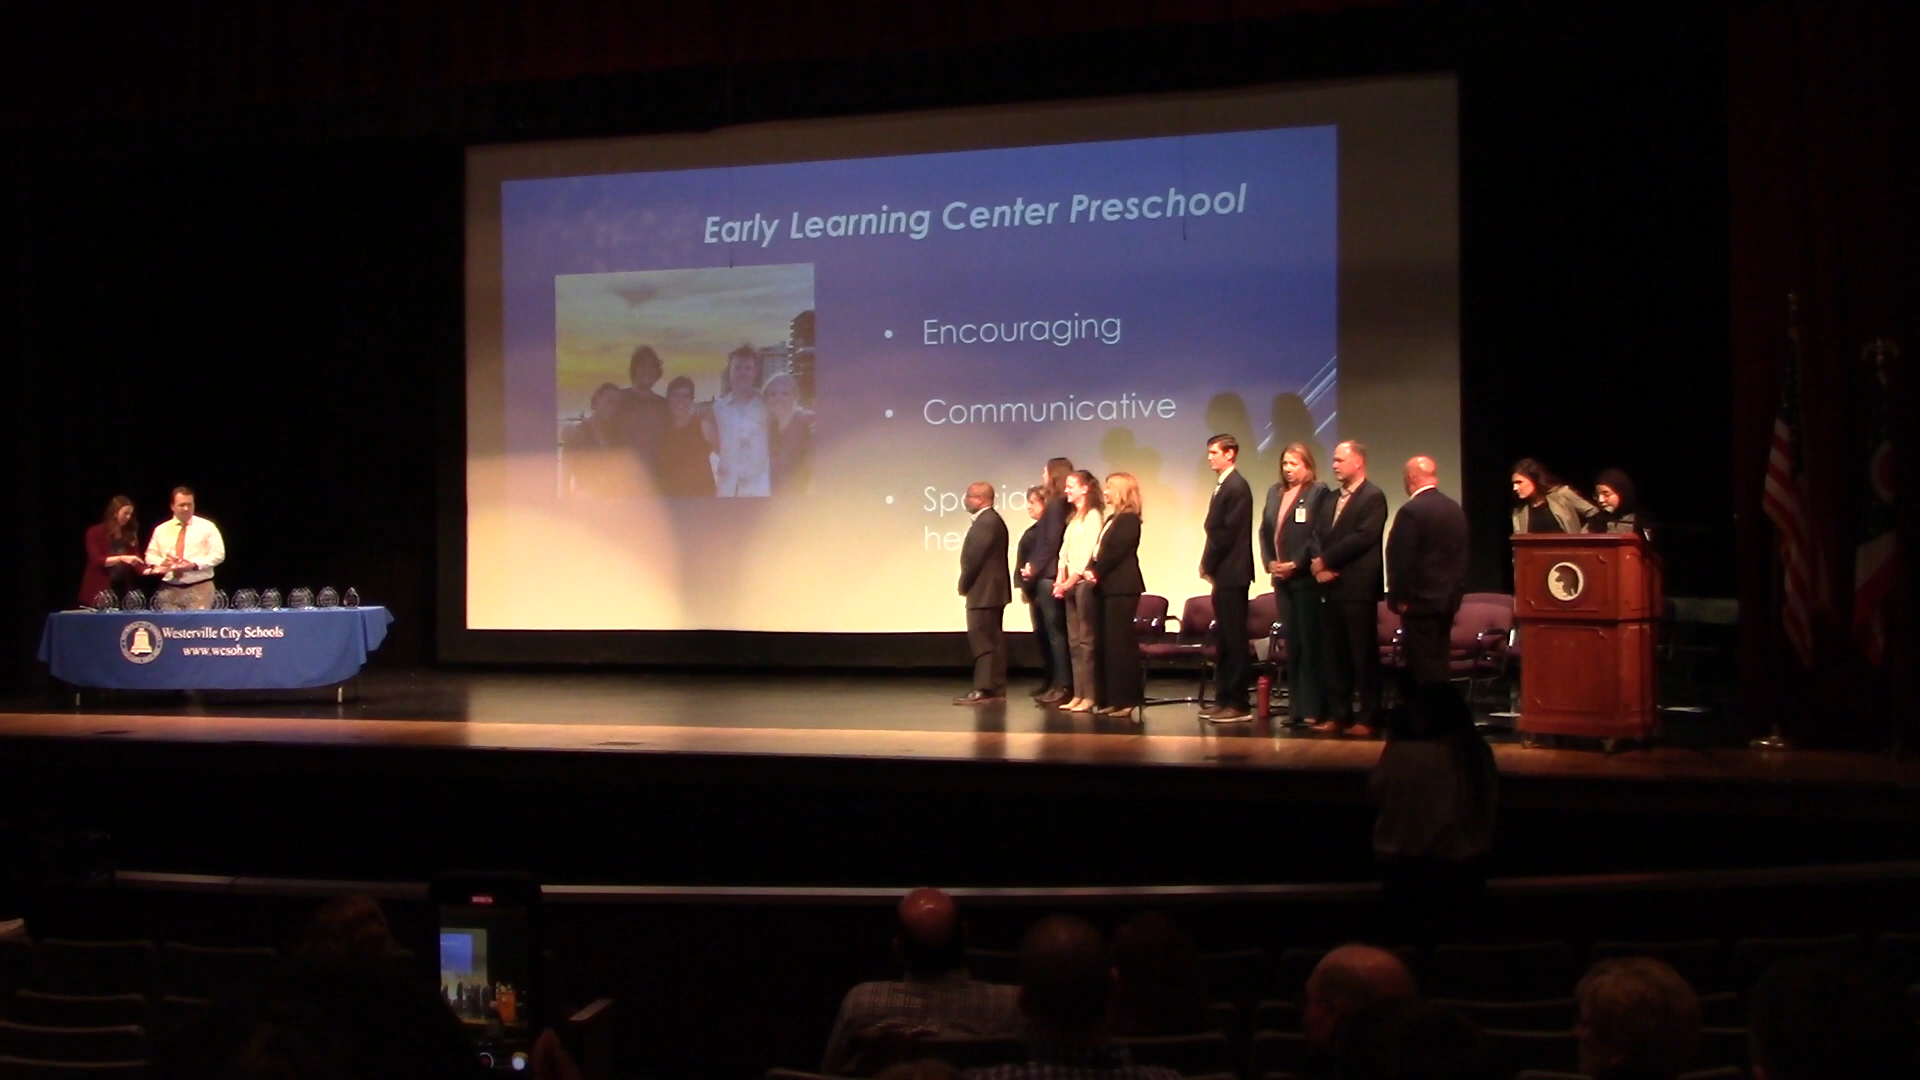 Early Learning Center Preschool
• Encouraging
• Communicative
•
Westerville City Schools
www.wcsoh.org